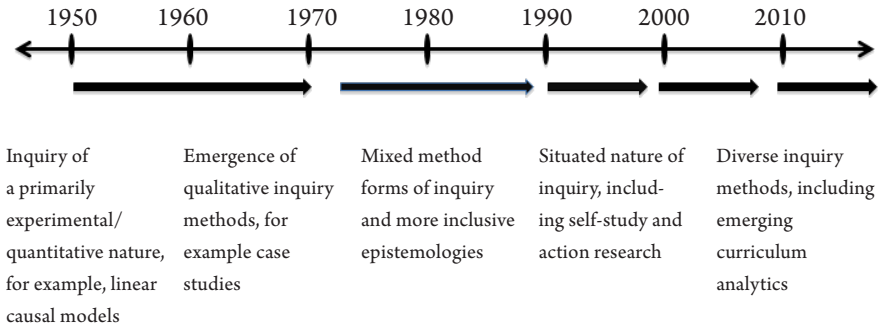 1950 1960 1970 1980 1990 2000 2010
Inquiry of
a primarily
experimental/
quantitative nature,
for example, linear
causal models
Emergence of
qualitative inquiry
methods, for
example case
studies
Mixed method
forms of inquiry
and more inclusive
epistemologies
Situated nature of
inquiry, includ-
ing self-study and
action research
Diverse inquiry
methods, including
emerging
curriculum
analytics